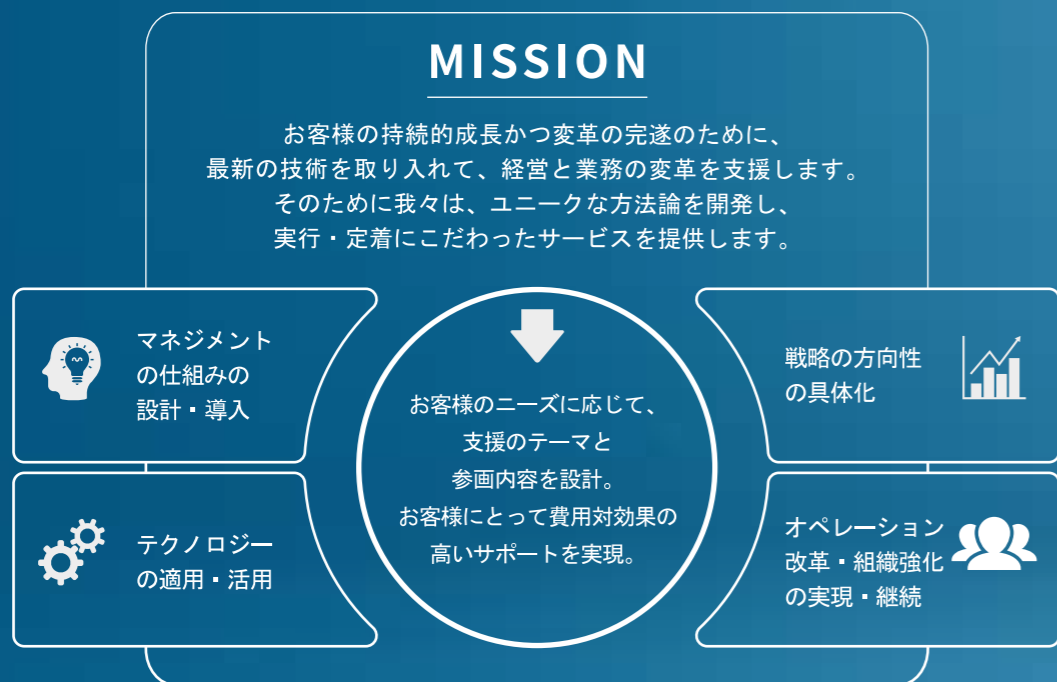 MISSION
お客様の持続的成長かつ変革の完遂のために、
最新の技術を取り入れて、経営と業務の変革を支援します。
そのために我々は、ユニークな方法論を開発し、
実行・定着にこだわったサービスを提供します。
マネジメント
の仕組みの
設計・導入
テクノロジー
の適用・活用
お客様のニーズに応じて、
支援のテーマと
参画内容を設計。
お客様にとって費用対効果の
高いサポートを実現。
戦略の方向性
の具体化
オペレーション
改革・組織強化
の実現・継続